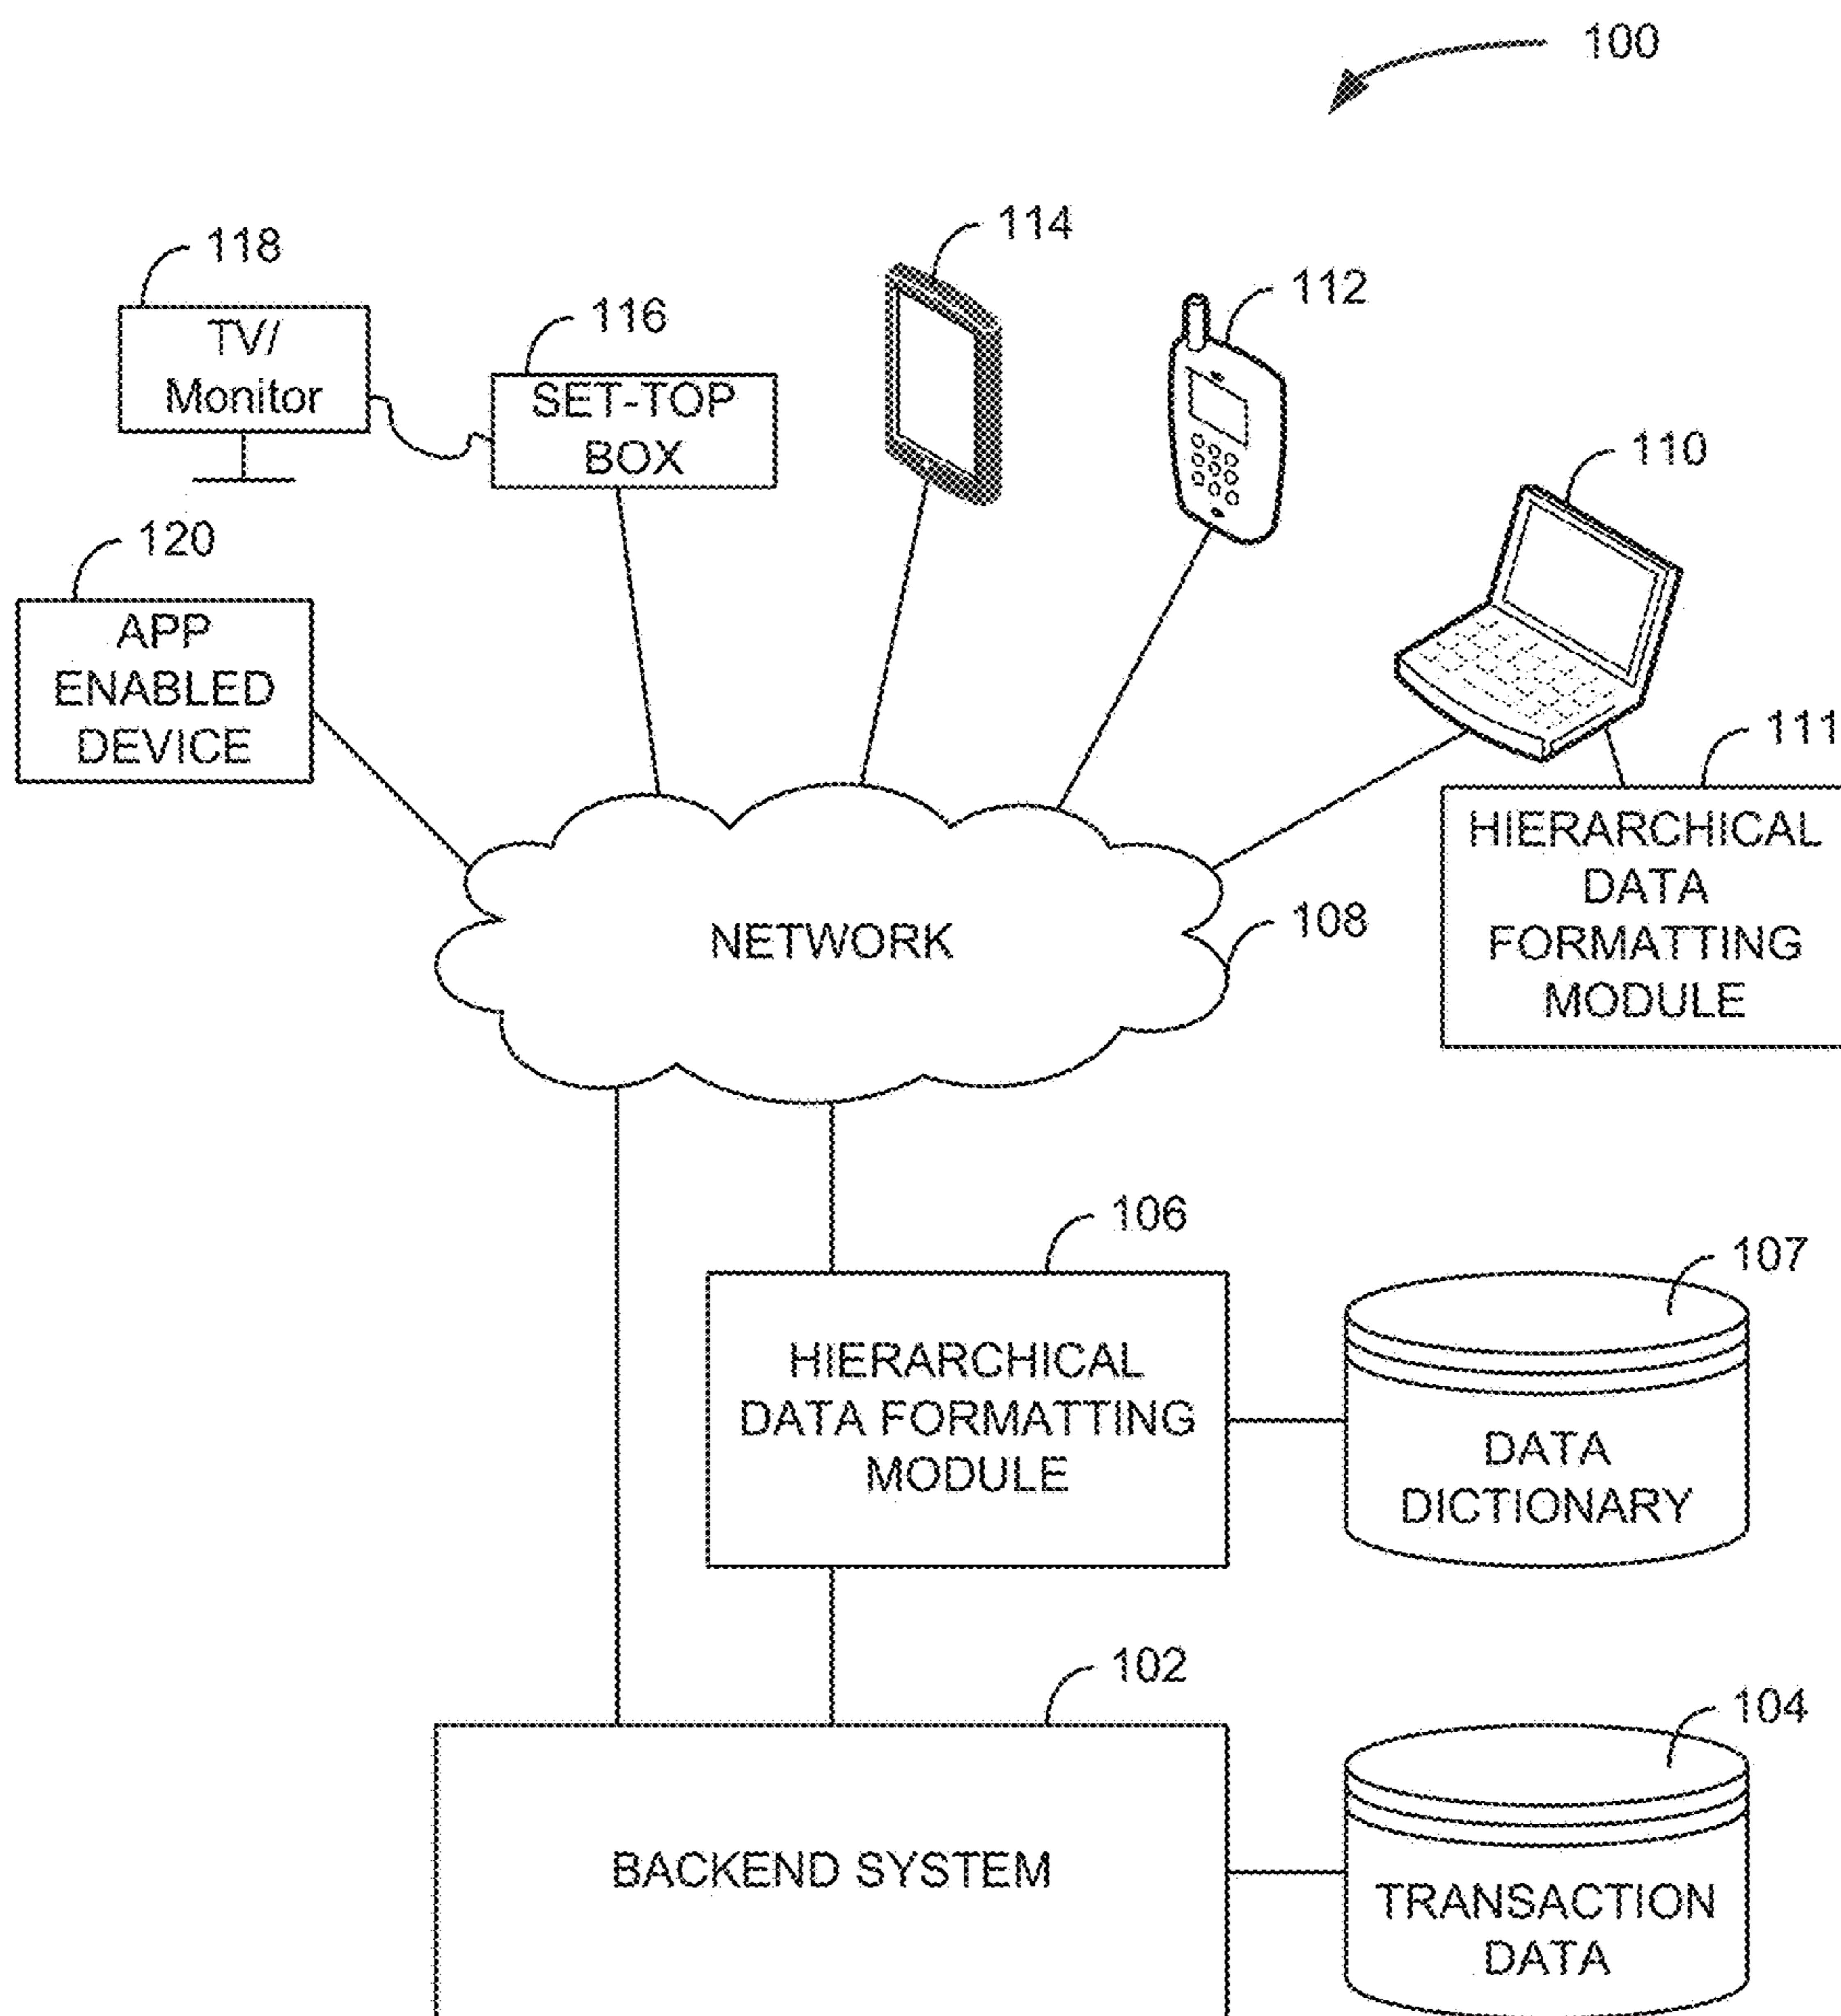 100
118
114
112
TV/
Monitor
116
SET-TOP
BOX
110
120
APP
ENABLED
DEVICE
111
HIERARCHICAL
DATA
FORMATTING
MODULE
NETWORK
108
106
HIERARCHICAL
DATA FORMATTING
MODULE
107
DATA
DICTIONARY
102
BACKEND SYSTEM
104
TRANSACTION
DATA